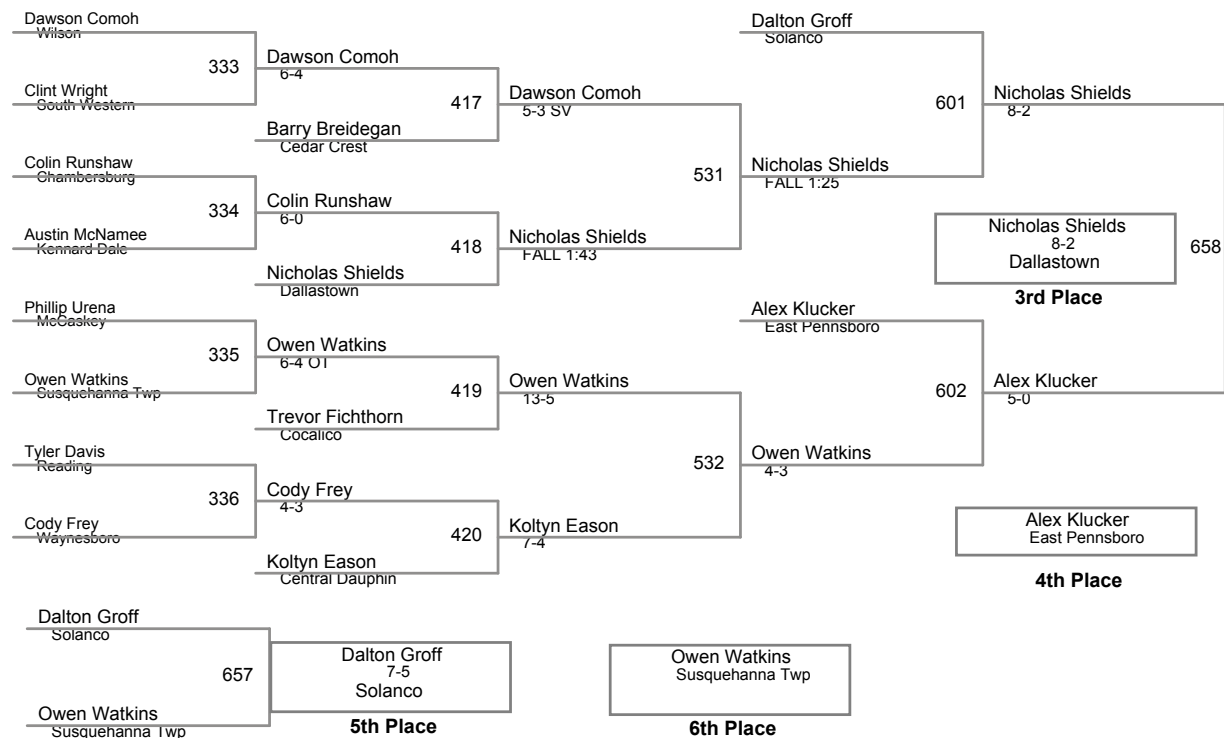 Dawson Comoh
Wilson
333
Clint Wright
South Western
Dawson Comoh
6-4
417
Barry Breidegan
Cedar Crest
Dawson Comoh
5-3 SV
Colin Runshaw
Chambersburg
334
Austin McNamee
Kennard Dale
Colin Runshaw
6-0
418
Nicholas Shields
Dallastown
Nicholas Shields
FALL 1:43
531
Phillip Urena
McCaskey
335
Owen Watkins
Susquehanna Twp
Owen Watkins
6-4 OT
419
Trevor Fichthorn
Cocalico
Owen Watkins
13-5
Tyler Davis
Reading
336
Cody Frey
Waynesboro
Cody Frey
4-3
420
Koltyn Eason
Central Dauphin
Koltyn Eason
7-4
532
Dalton Groff
Solanco
601
Nicholas Shields
FALL 1:25
Nicholas Shields
8-2
Alex Klucker
East Pennsboro
602
Owen Watkins
4-3
Alex Klucker
5-0
658
Nicholas Shields
8-2
Dallastown
3rd Place
Alex Klucker
East Pennsboro
4th Place
Dalton Groff
Solanco
657
Owen Watkins
Susquehanna Twp
Dalton Groff
7-5
Solanco
5th Place
Owen Watkins
Susquehanna Twp
6th Place